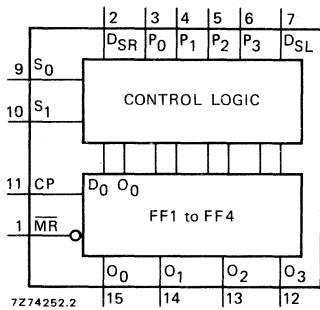 2 3 4 5 6 7
DSR P0 P1 P2 P3 DSL
9 S0
CONTROL LOGIC
10 S1
11 CP D0 O0
FF1 to FF4
1 M̅R̅
O0 O1 O2 O3
7Z74252.2 15 14 13 12